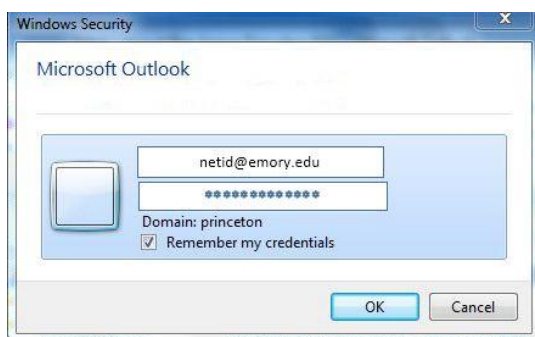 Windows Security
X
Microsoft Outlook
netid@emory.edu
*************
Domain: princeton
Remember my credentials
OK
Cancel